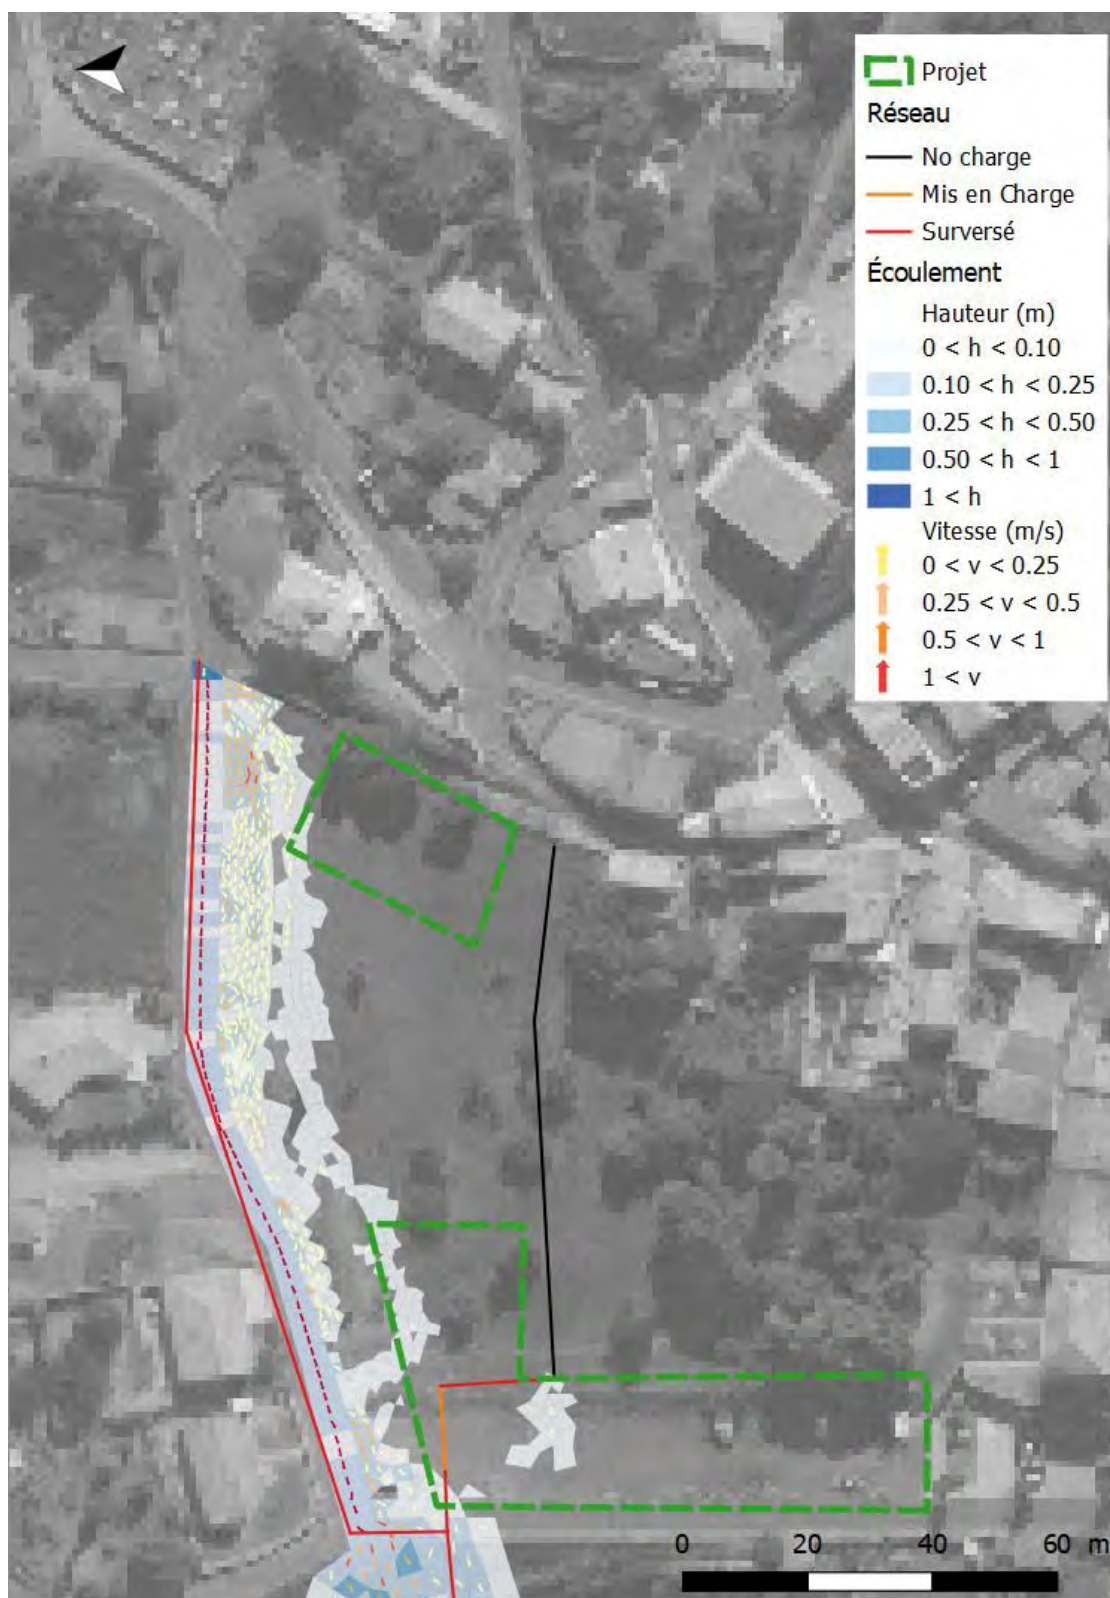 Projet
Réseau
No charge
Mis en Charge
Surversé
Écoulement
Hauteur (m)
0 < h < 0.10
0.10 < h < 0.25
0.25 < h < 0.50
0.50 < h < 1
1 < h
Vitesse (m/s)
0 < v < 0.25
0.25 < v < 0.5
0.5 < v < 1
1 < v
0 20 40 60 m